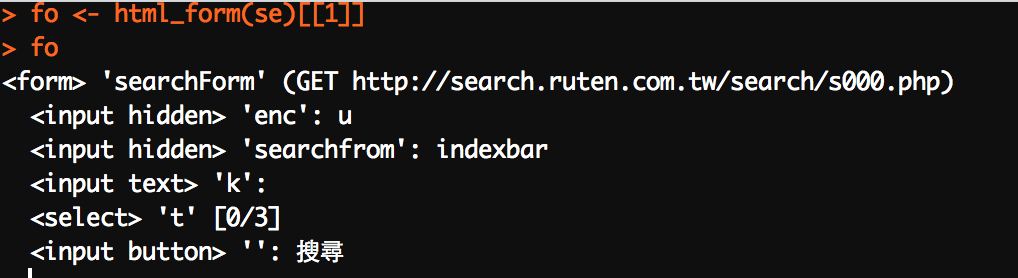 > fo <- html_form(se)[[1]]
> fo
<form> 'searchForm' (GET http://search.ruten.com.tw/search/s000.php)
  <input hidden> 'enc': u
  <input hidden> 'searchfrom': indexbar
  <input text> 'k':
  <select> 't' [0/3]
  <input button> '': 搜尋